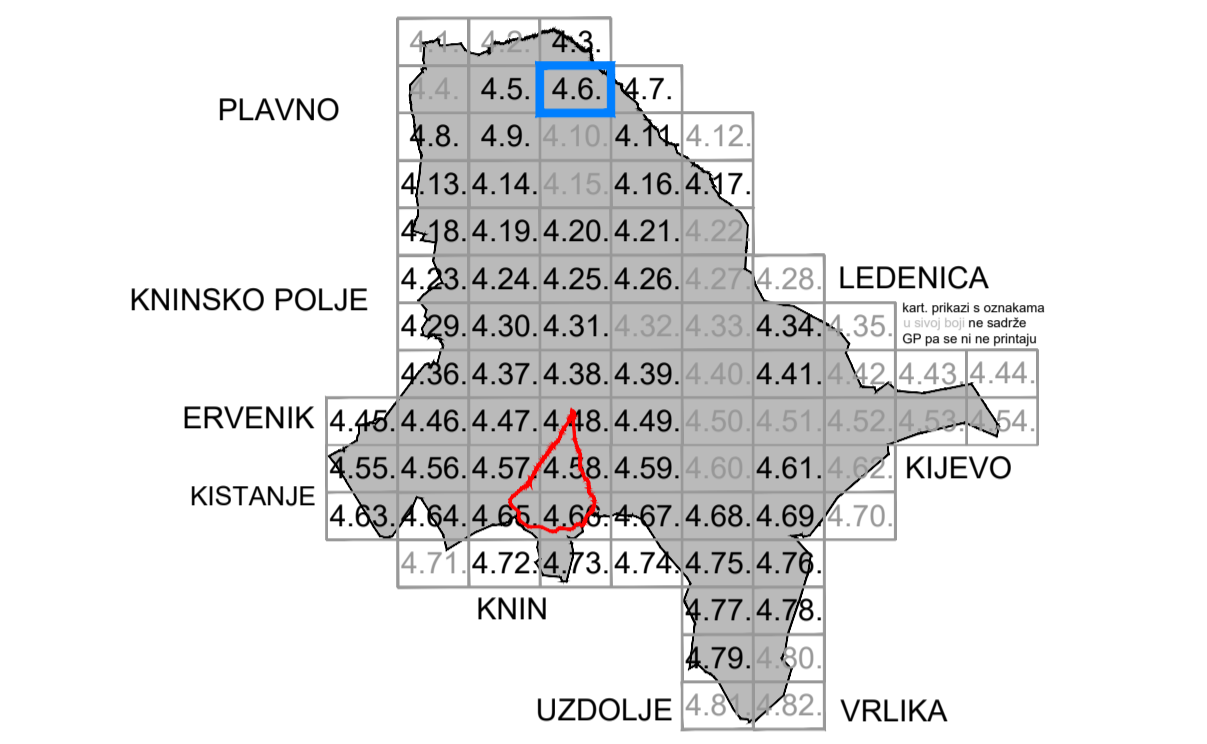 4.1. 4.2. 4.3.
4.4. 4.5. 4.6. 4.7.
PLAVNO
4.8. 4.9. 4.10. 4.11. 4.12.
4.13. 4.14. 4.15. 4.16. 4.17.
4.18. 4.19. 4.20. 4.21. 4.22.
4.23. 4.24. 4.25. 4.26. 4.27. 4.28. LEDENICA
KNINSKO POLJE
kart. prikazi s oznakama
u sivoj boji ne sadrže
GP pa se ni ne printaju
4.29. 4.30. 4.31. 4.32. 4.33. 4.34. 4.35.
4.36. 4.37. 4.38. 4.39. 4.40. 4.41. 4.42. 4.43. 4.44.
ERVENIK 4.45. 4.46. 4.47. 4.48. 4.49. 4.50. 4.51. 4.52. 4.53. 4.54.
4.55. 4.56. 4.57. 4.58. 4.59. 4.60. 4.61. 4.62. KIJEVO
KISTANJE
4.63. 4.64. 4.65. 4.66. 4.67. 4.68. 4.69. 4.70.
4.71. 4.72. 4.73. 4.74. 4.75. 4.76.
KNIN 4.77. 4.78.
4.79. 4.80.
UZDOLJE 4.81. 4.82. VRLIKA